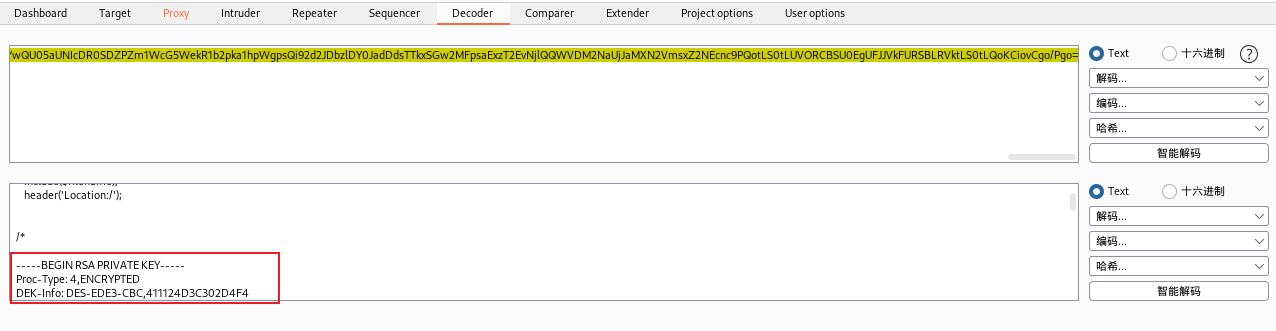 Dashboard Target Proxy Intruder Repeater Sequencer Decoder Comparer Extender Project options User options
wQU05aUNIcDR0SDZPZm1WcG5WekR1b2pka1hpWgpsQi92d2JDbzlDY0JadDdsTTkxSGw2MFpsaExzT2EvNjlQQWVDM2NaUjJaMXN2VmsxZ2NEcnc9PQotLS0tLUVORCBSU0EgUFJJVkFURSBLRVktLS0tLQoKCiovCgo/Pgo=
Text 十六进制 ?
解码...
编码...
哈希...
智能解码
header('Location:/');
/*
-----BEGIN RSA PRIVATE KEY-----
Proc-Type: 4,ENCRYPTED
DEK-Info: DES-EDE3-CBC,411124D3C302D4F4
Text 十六进制
解码...
编码...
哈希...
智能解码